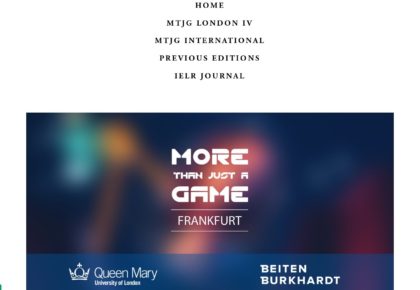 HOME
MTJG LONDON IV
MTJG INTERNATIONAL
PREVIOUS EDITIONS
IELR JOURNAL
MORE
THAN JUST A
GAME
FRANKFURT
Queen Mary
University of London
BEITEN
BURKHARDT